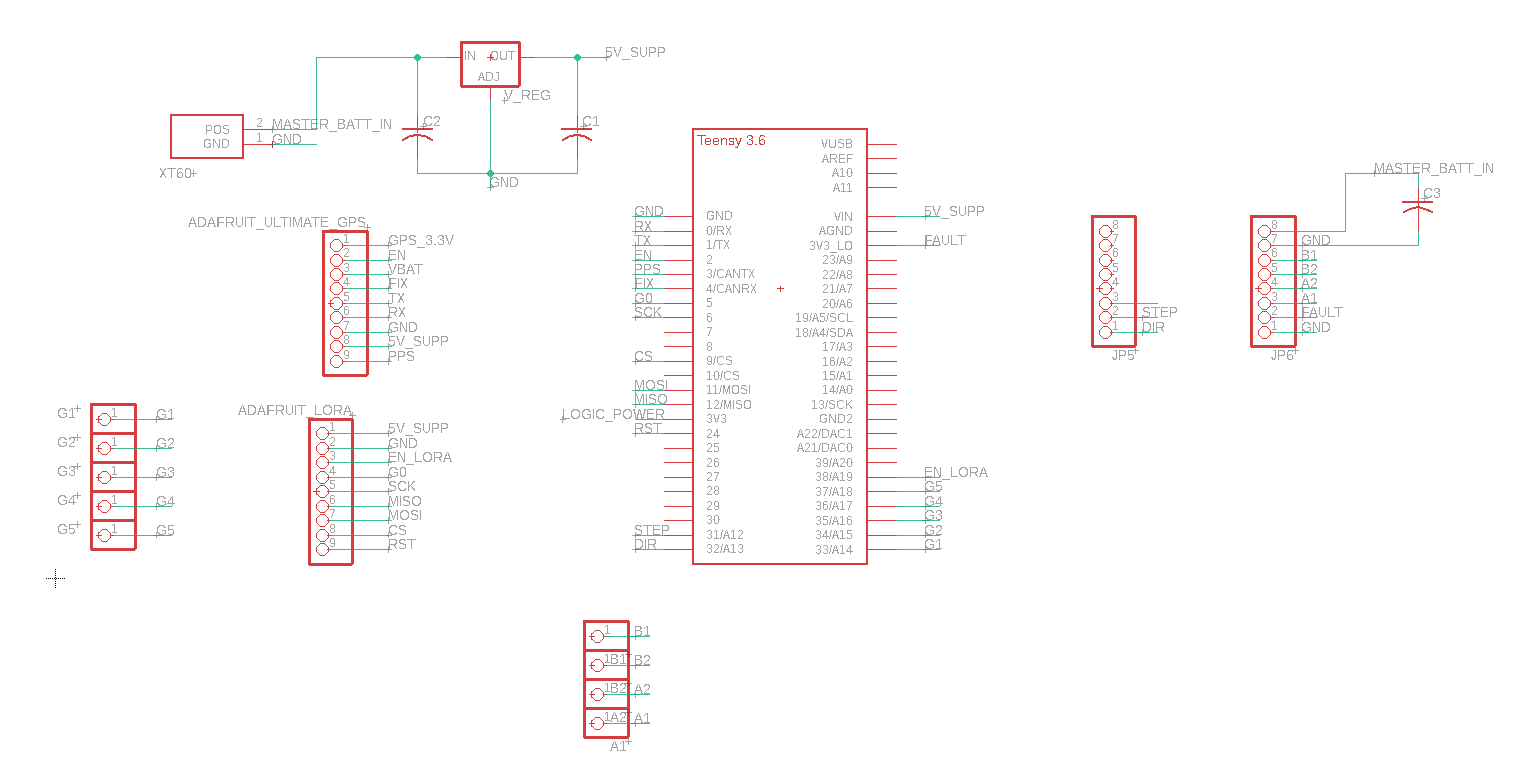 IN OUT
ADJ
V_REG
5V_SUPP
C2
C1
GND
POS
GND
2
1
MASTER_BATT_IN
GND
XT60
ADAFRUIT_ULTIMATE_GPS
1 GPS_3.3V
2 EN
3 VBAT
4 FIX
5 TX
6 RX
7 GND
8 5V_SUPP
9 PPS
G1 1 G1
G2 1 G2
G3 1 G3
G4 1 G4
G5 1 G5
ADAFRUIT_LORA
1 5V_SUPP
2 GND
3 EN_LORA
4 G0
5 SCK
6 MISO
7 MOSI
8 CS
9 RST
Teensy 3.6
VUSB
AREF
A10
A11
GND GND VIN 5V_SUPP
RX 0/RX AGND
TX 1/TX 3V3_LO FAULT
EN 2 23/A9
PPS 3/CANTX 22/A8
FIX 4/CANRX 21/A7
G0 5 20/A6
SCK 6 19/A5/SCL
7 18/A4/SDA
8 17/A3
CS 9/CS 16/A2
10/CS 15/A1
MOSI 11/MOSI 14/A0
MISO 12/MISO 13/SCK
LOGIC_POWER 3V3 GND2
RST 24 A22/DAC1
25 A21/DAC0
26 39/A20
27 38/A19 EN_LORA
28 37/A18 G5
29 36/A17 G4
30 35/A16 G3
STEP 31/A12 34/A15 G2
DIR 32/A13 33/A14 G1
8
7
6
5
4
3
2 STEP
1 DIR
JP5
MASTER_BATT_IN
C3
8
7 GND
6 B1
5 B2
4 A2
3 A1
2 FAULT
1 GND
JP6
1 B1
1 B1 B2
1 B2 A2
1 A2 A1
A1